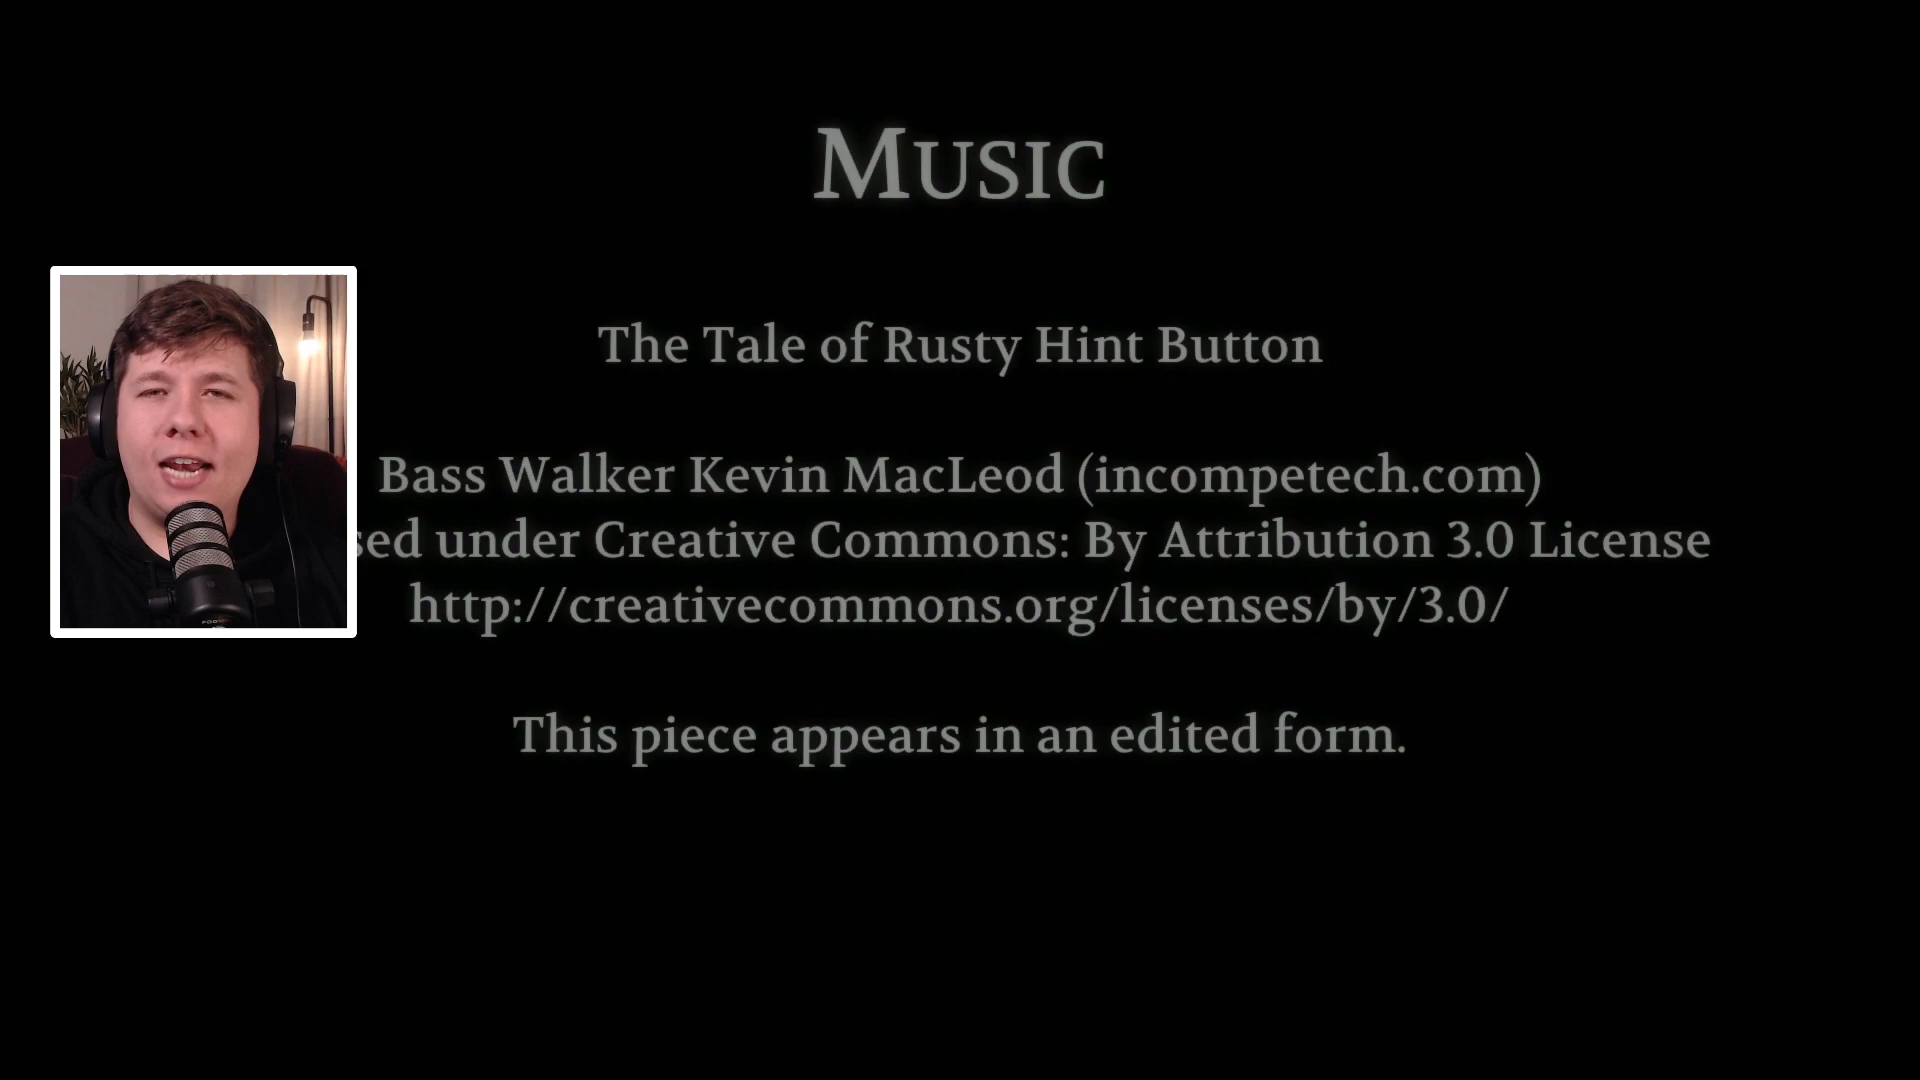 Music
The Tale of Rusty Hint Button
Bass Walker Kevin MacLeod (incompetech.com)
under Creative Commons: By Attribution 3.0 License
http://creativecommons.org/licenses/by/3.0/
This piece appears in an edited form.